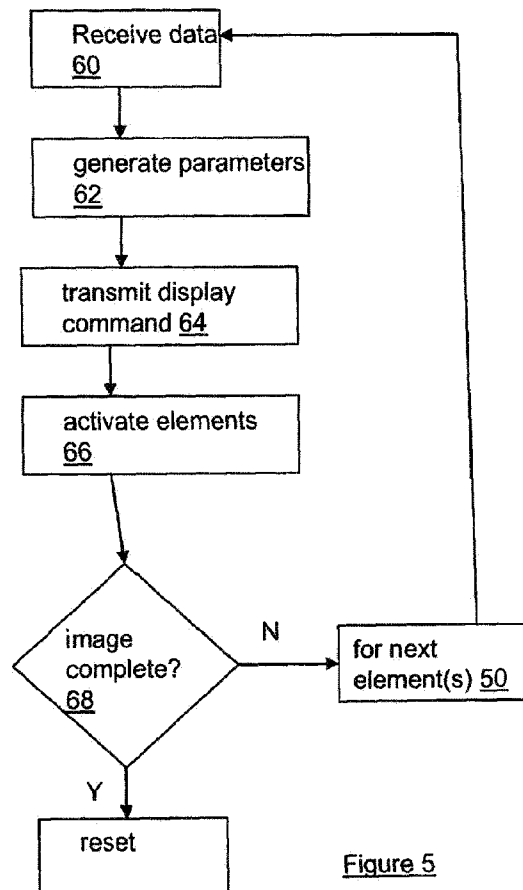 Receive data
60
generate parameters
62
transmit display
command 64
activate elements
66
image
complete?
68
N
for next
element(s) 50
Y
reset
Figure 5